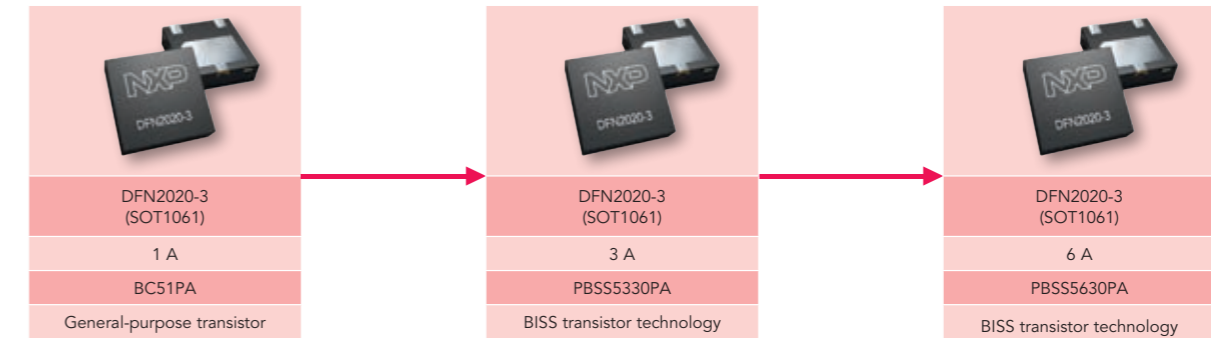 NXP
DFN2020-3
DFN2020-3
(SOT1061)
1 A
BC51PA
General-purpose transistor
NXP
DFN2020-3
DFN2020-3
(SOT1061)
3 A
PBSS5330PA
BISS transistor technology
NXP
DFN2020-3
DFN2020-3
(SOT1061)
6 A
PBSS5630PA
BISS transistor technology